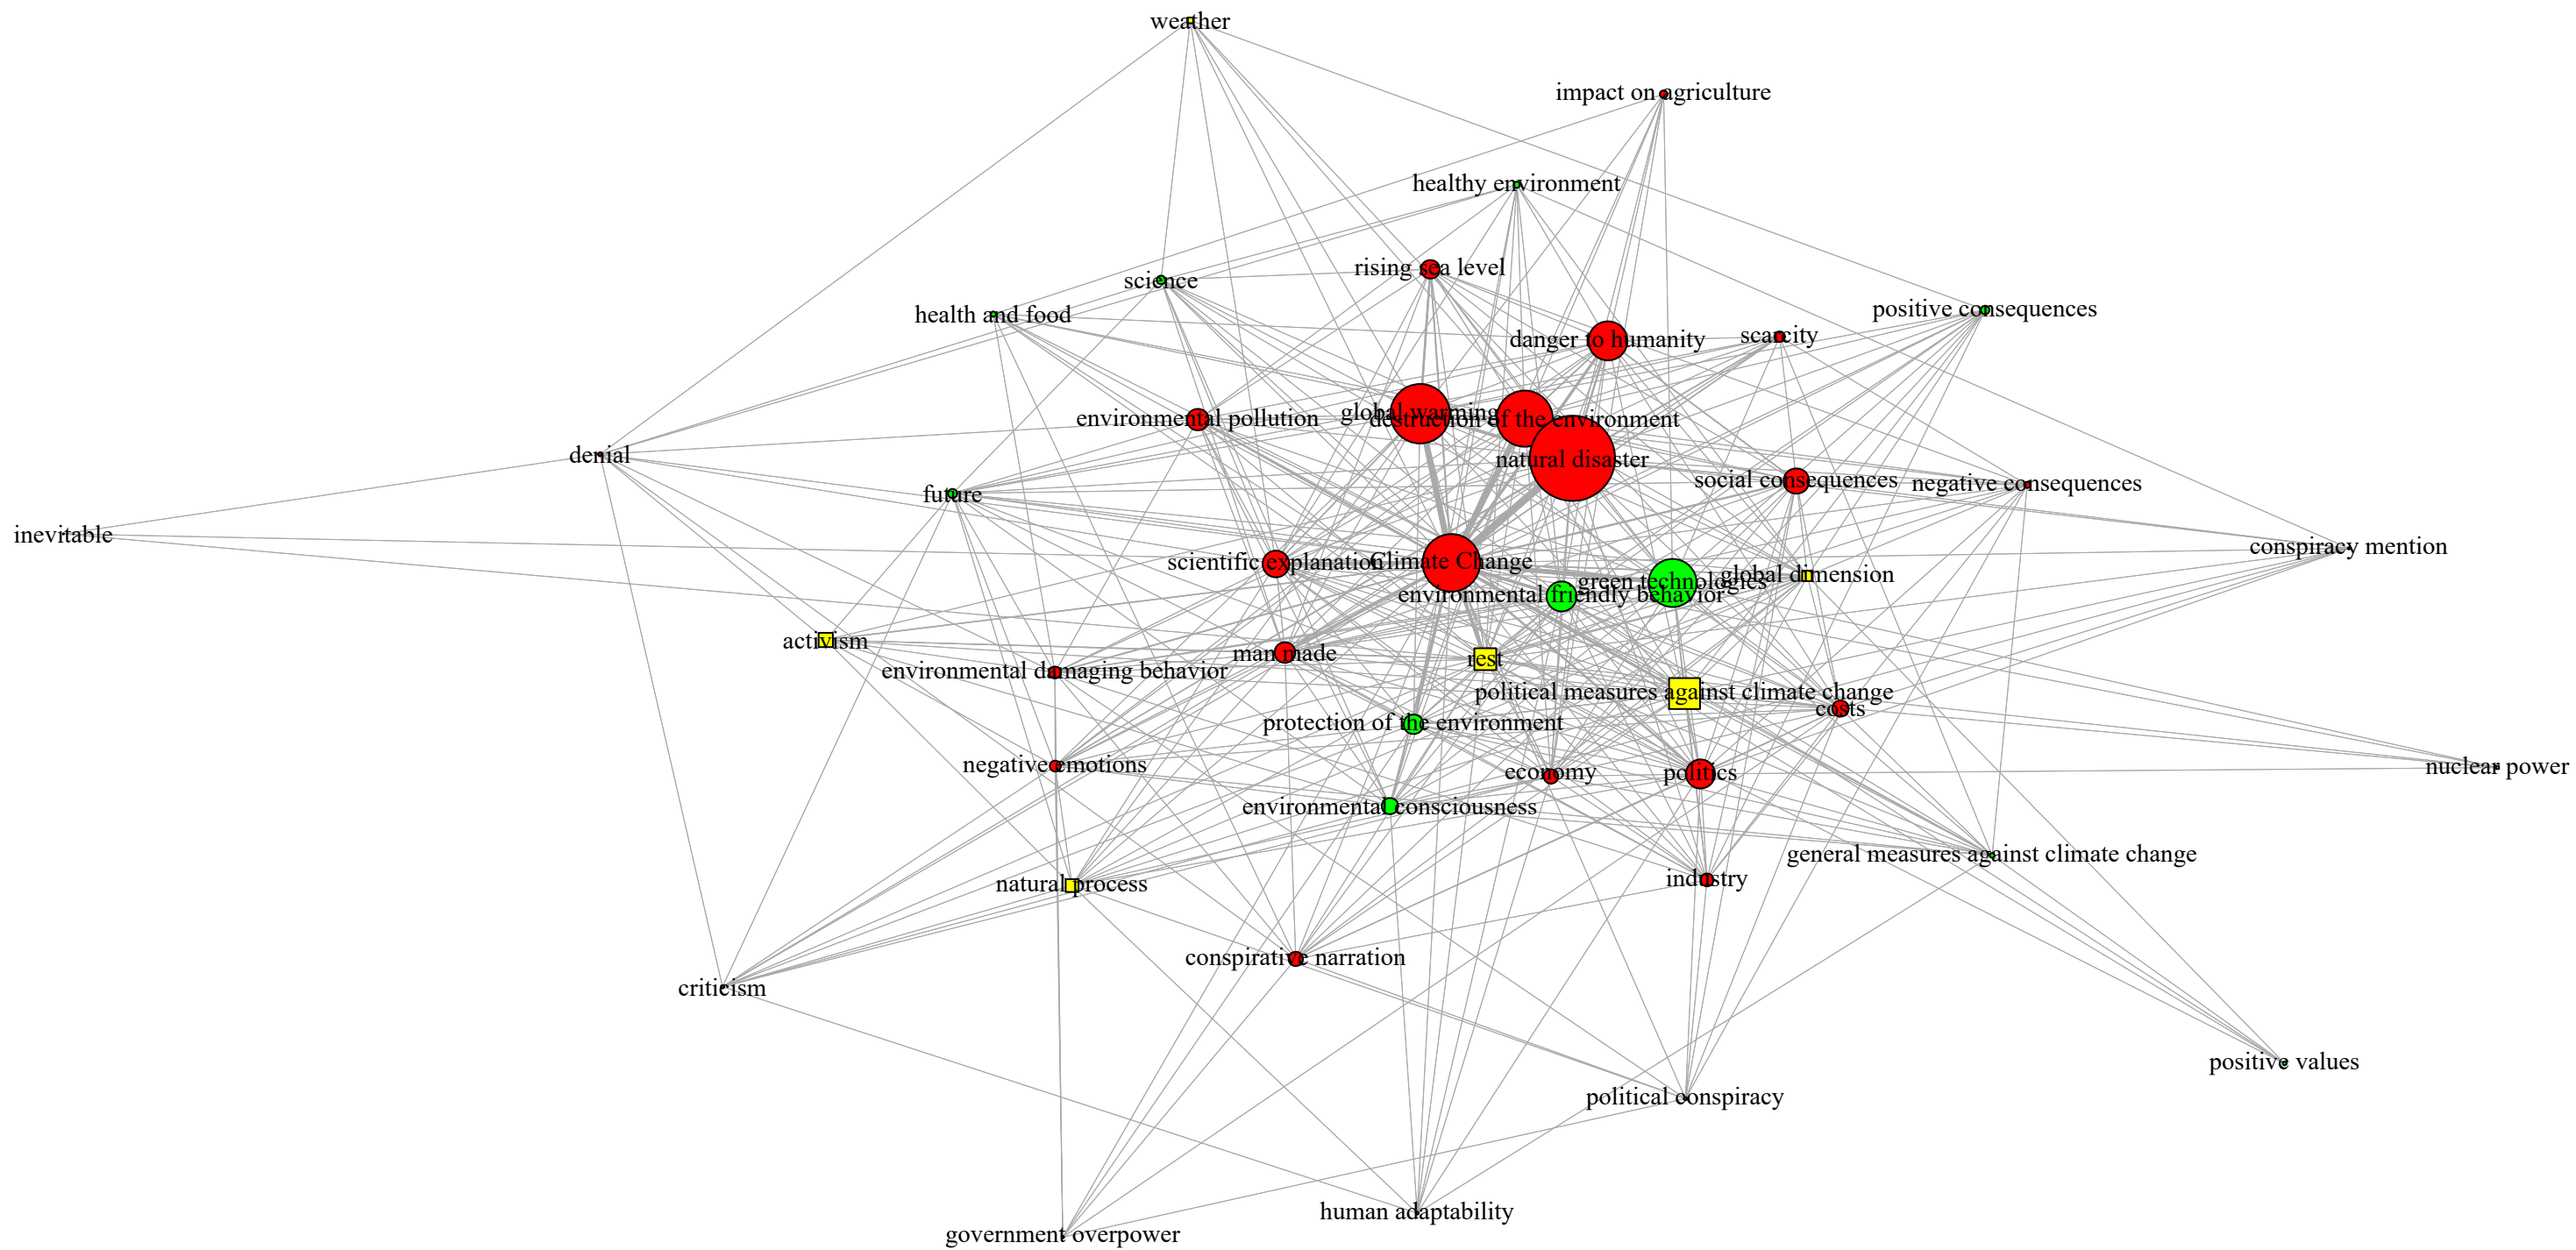 weather
impact on agriculture
healthy environment
rising sea level
science
health and food
positive consequences
danger to humanity
scarcity
global warming
destruction of the environment
environmental pollution
denial
natural disaster
social consequences
negative consequences
future
inevitable
conspiracy mention
scientific explanation
Climate Change
green technologies
global dimension
environmental friendly behavior
activism
man made
rest
environmental damaging behavior
political measures against climate change
costs
protection of the environment
negative emotions
economy
politics
nuclear power
environmental consciousness
general measures against climate change
natural process
industry
conspirative narration
criticism
positive values
political conspiracy
human adaptability
government overpower